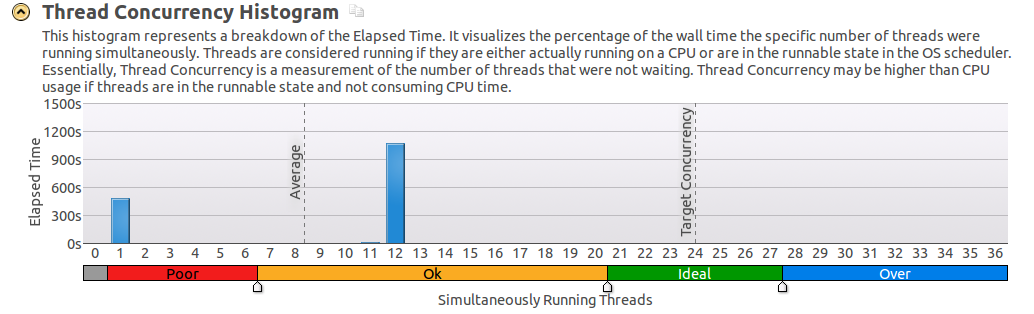 Thread Concurrency Histogram
This histogram represents a breakdown of the Elapsed Time. It visualizes the percentage of the wall time the specific number of threads were
running simultaneously. Threads are considered running if they are either actually running on a CPU or are in the runnable state in the OS scheduler.
Essentially, Thread Concurrency is a measurement of the number of threads that were not waiting. Thread Concurrency may be higher than CPU
usage if threads are in the runnable state and not consuming CPU time.
Elapsed Time
1500s
1200s
900s
600s
300s
0s
Average
Target Concurrency
0 1 2 3 4 5 6 7 8 9 10 11 12 13 14 15 16 17 18 19 20 21 22 23 24 25 26 27 28 29 30 31 32 33 34 35 36
Poor Ok Ideal Over
Simultaneously Running Threads